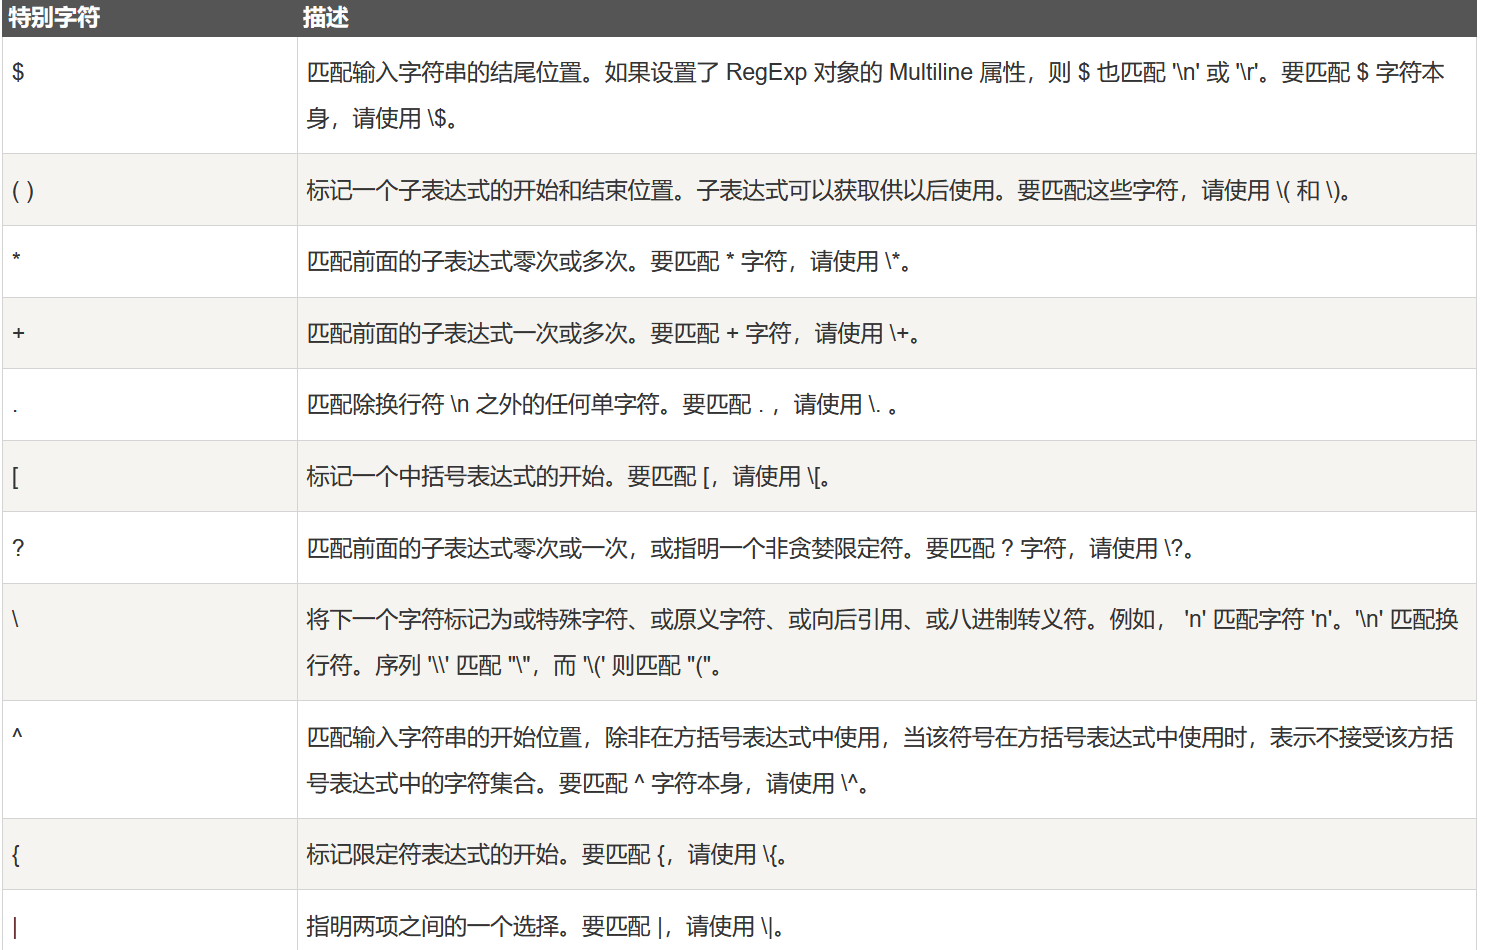 特别字符 描述
$ 匹配输入字符串的结尾位置。如果设置了 RegExp 对象的 Multiline 属性，则 $ 也匹配 '\n' 或 '\r'。要匹配 $ 字符本
身，请使用 \$。
( ) 标记一个子表达式的开始和结束位置。子表达式可以获取供以后使用。要匹配这些字符，请使用 \( 和 \)。
* 匹配前面的子表达式零次或多次。要匹配 * 字符，请使用 \*。
+ 匹配前面的子表达式一次或多次。要匹配 + 字符，请使用 \+。
. 匹配除换行符 \n 之外的任何单字符。要匹配 . ，请使用 \. 。
[ 标记一个中括号表达式的开始。要匹配 [，请使用 \[。
? 匹配前面的子表达式零次或一次，或指明一个非贪婪限定符。要匹配 ? 字符，请使用 \?。
\ 将下一个字符标记为或特殊字符、或原义字符、或向后引用、或八进制转义符。例如， 'n' 匹配字符 'n'。'\n' 匹配换
行符。序列 '\\' 匹配 "\"，而 '\(' 则匹配 "("。
^ 匹配输入字符串的开始位置，除非在方括号表达式中使用，当该符号在方括号表达式中使用时，表示不接受该方括
号表达式中的字符集合。要匹配 ^ 字符本身，请使用 \^。
{ 标记限定符表达式的开始。要匹配 {，请使用 \{。
| 指明两项之间的一个选择。要匹配 |，请使用 \|。